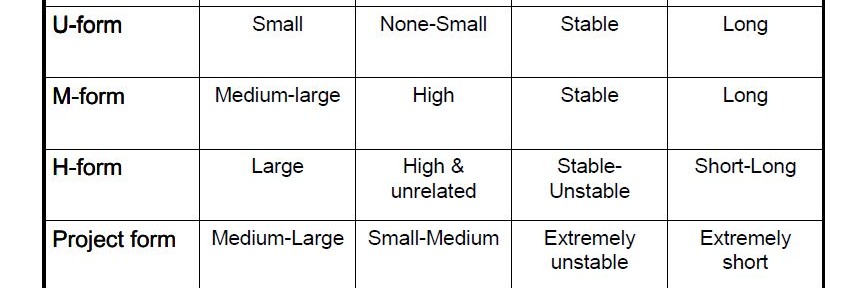 U-form Small None-Small Stable Long
M-form Medium-large High Stable Long
H-form Large High & Stable- Short-Long
unrelated Unstable
Project form Medium-Large Small-Medium Extremely Extremely
unstable short